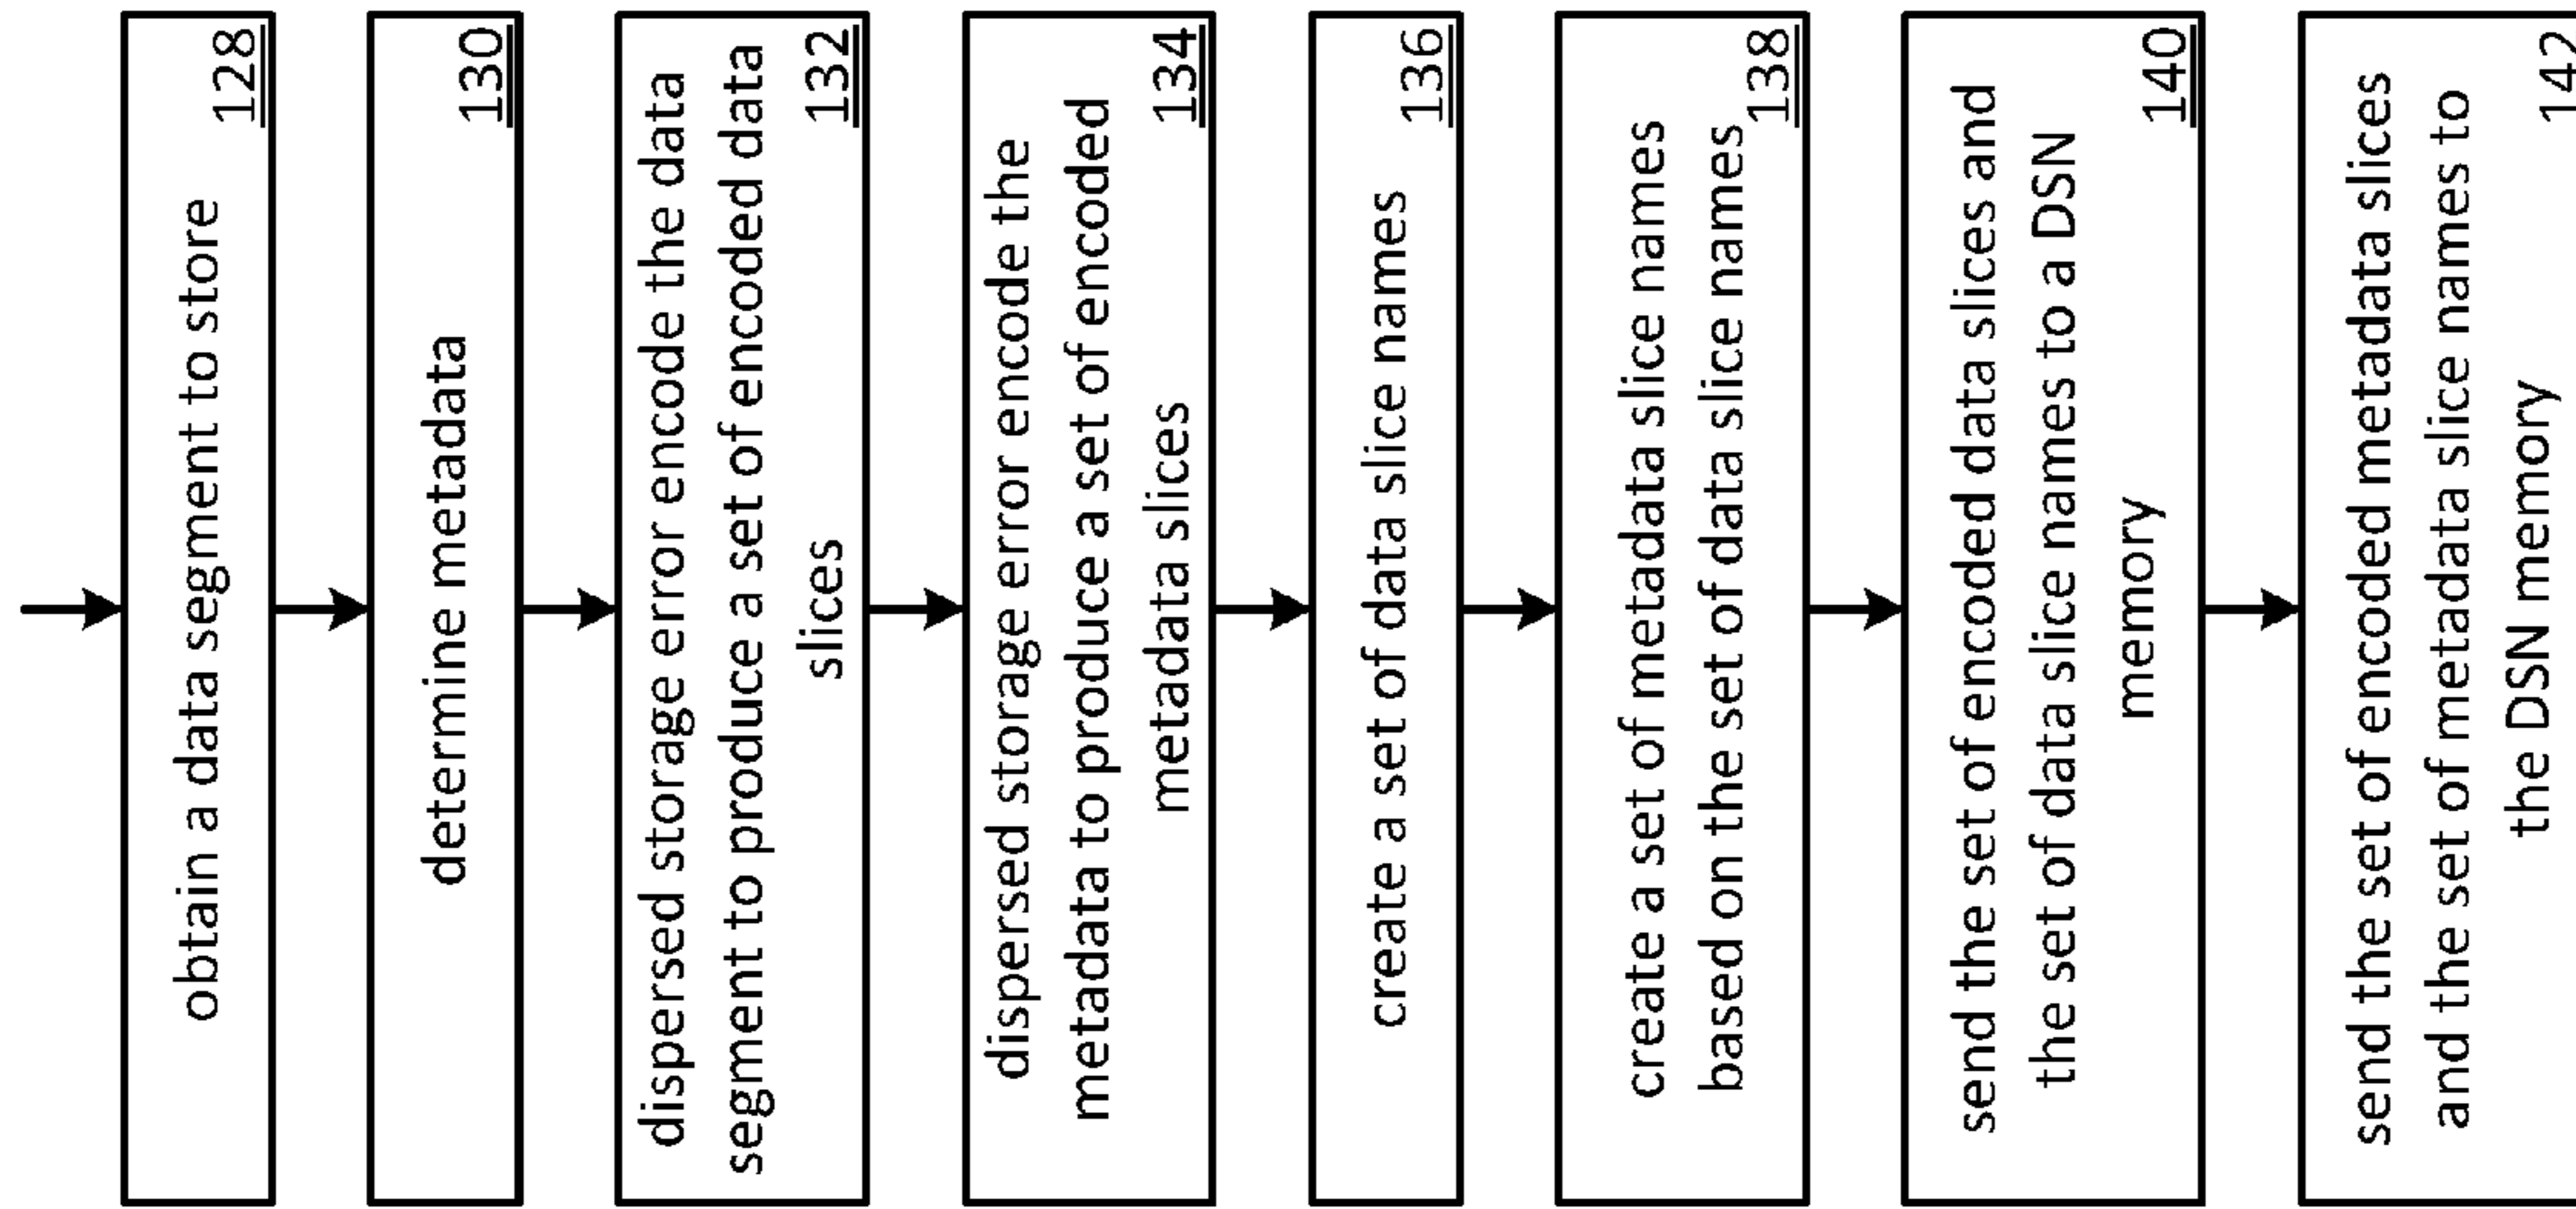 obtain a data segment to store
128
determine metadata
130
dispersed storage error encode the data
segment to produce a set of encoded data
slices
132
dispersed storage error encode the
metadata to produce a set of encoded
metadata slices
134
create a set of data slice names
136
create a set of metadata slice names
based on the set of data slice names
138
send the set of encoded data slices and
the set of data slice names to a DSN
memory
140
send the set of encoded metadata slices
and the set of metadata slice names to
the DSN memory
142